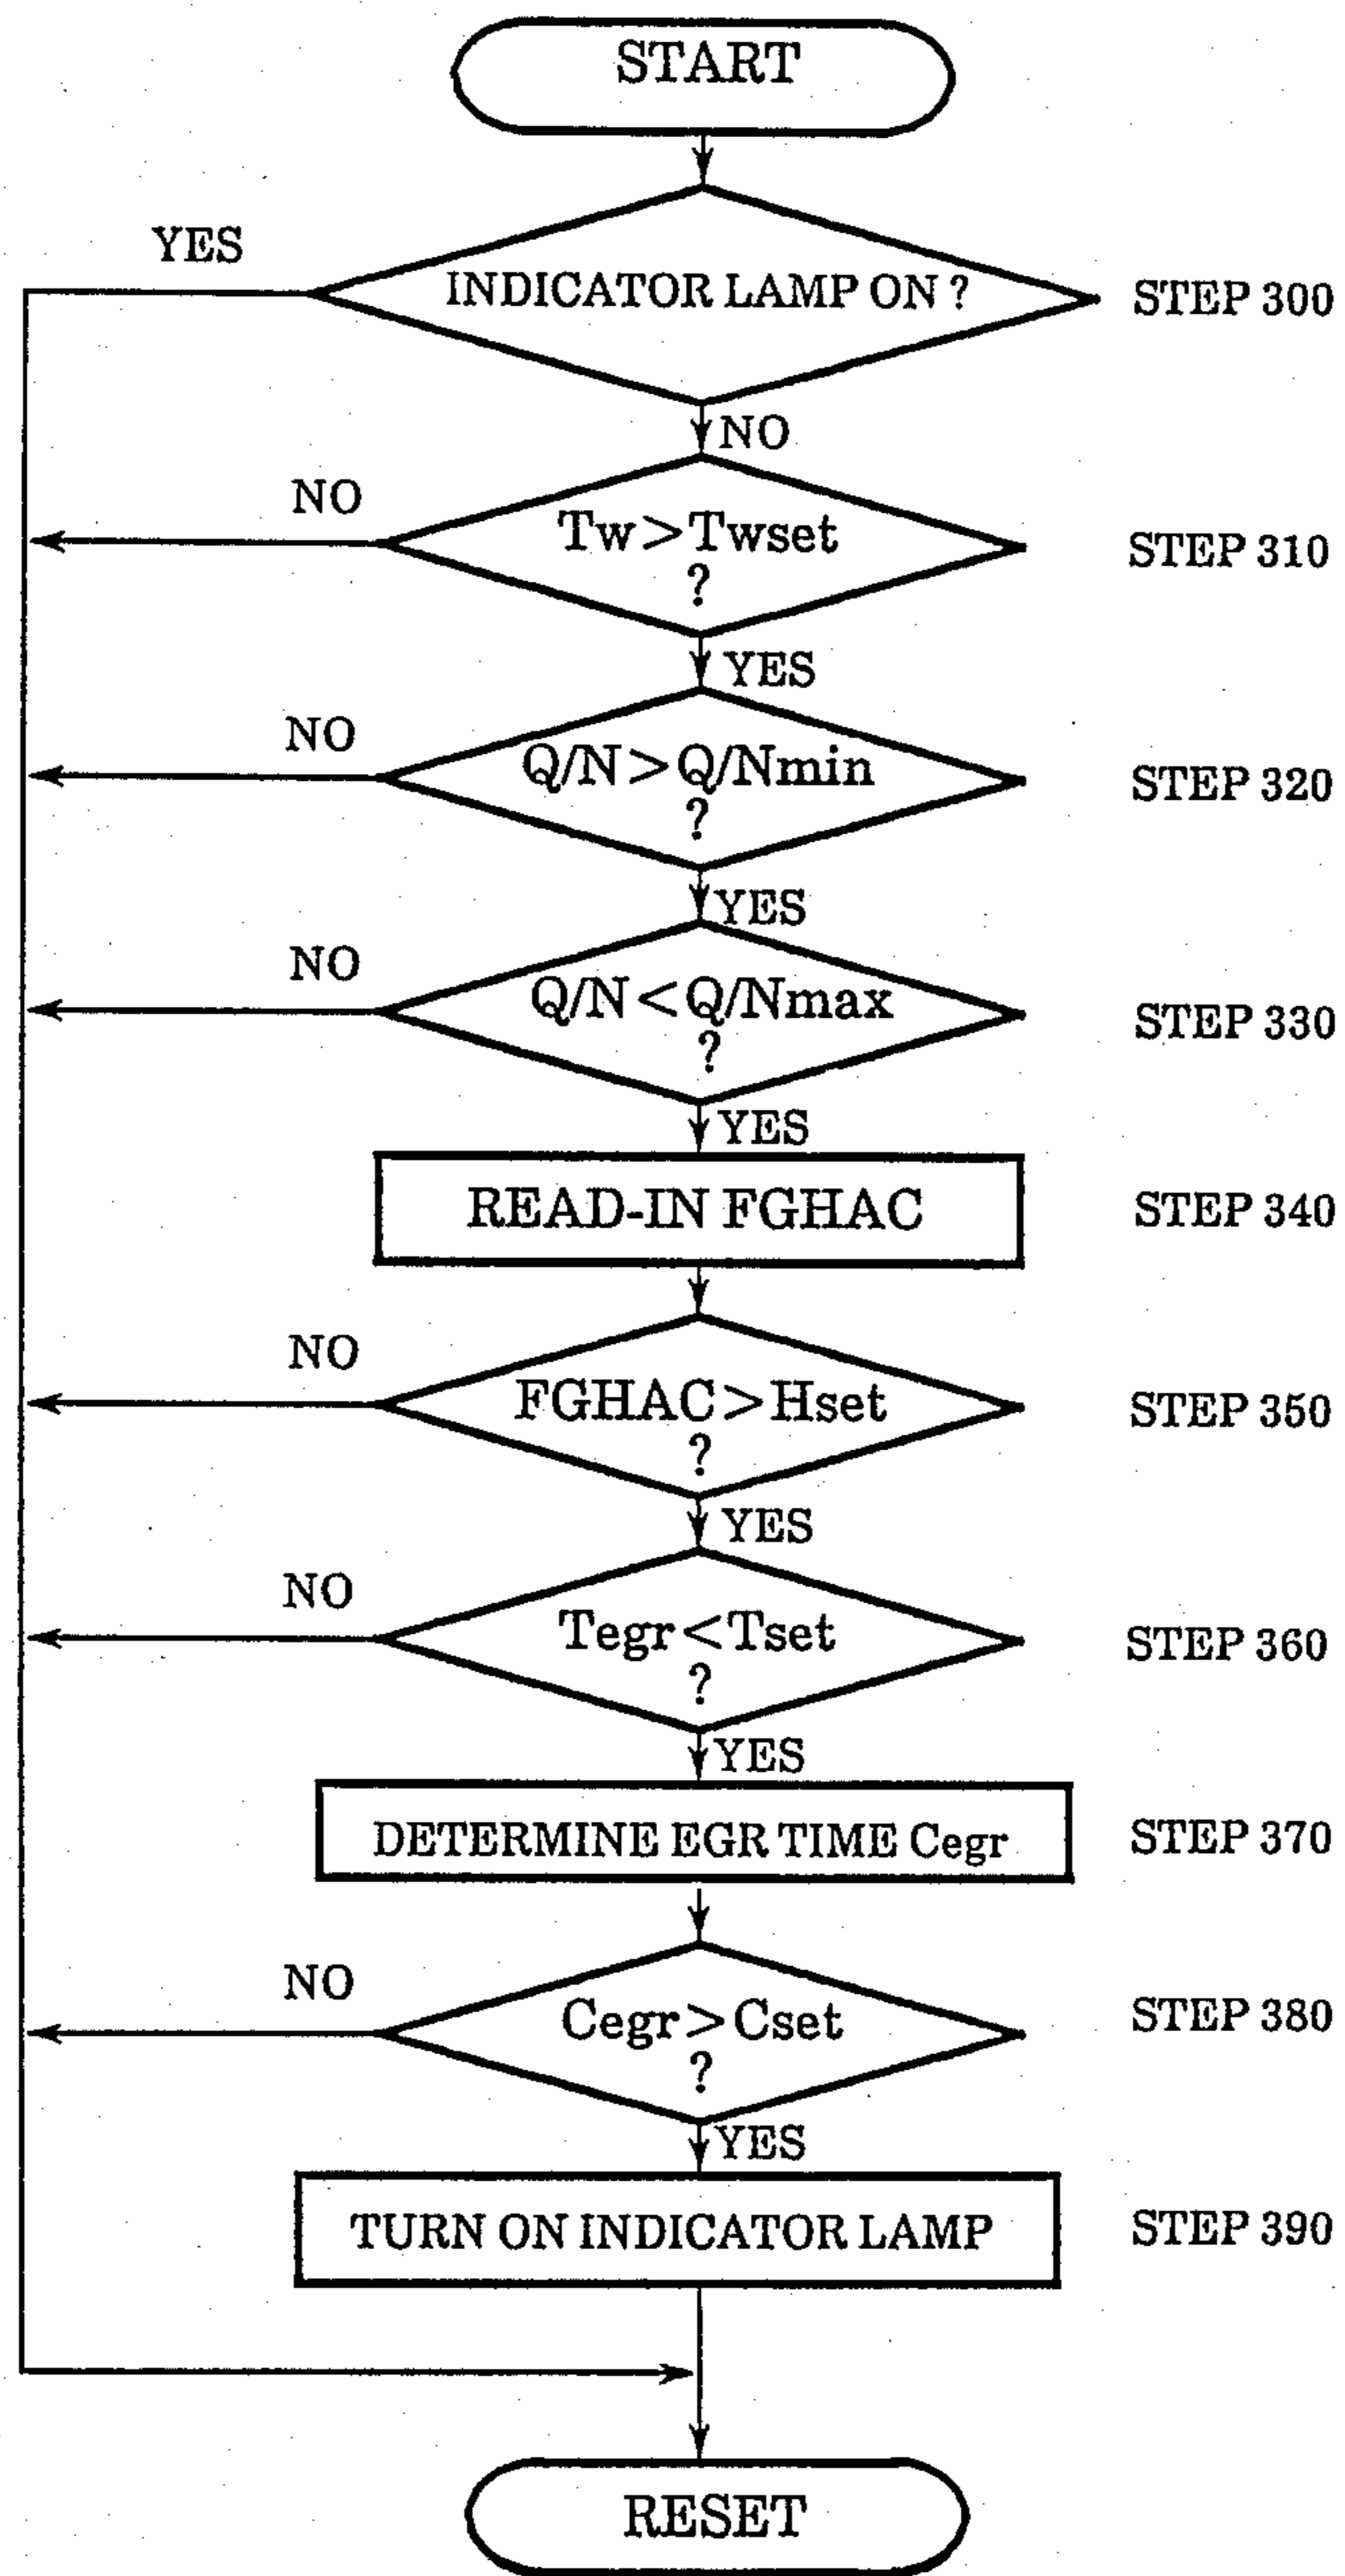 START
YES
INDICATOR LAMP ON ?
STEP 300
NO
NO
Tw>Twset
?
STEP 310
YES
NO
Q/N>Q/Nmin
?
STEP 320
YES
NO
Q/N<Q/Nmax
?
STEP 330
YES
READ-IN FGHAC
STEP 340
NO
FGHAC>Hset
?
STEP 350
YES
NO
Tegr<Tset
?
STEP 360
YES
DETERMINE EGR TIME Cegr
STEP 370
NO
Cegr>Cset
?
STEP 380
YES
TURN ON INDICATOR LAMP
STEP 390
RESET